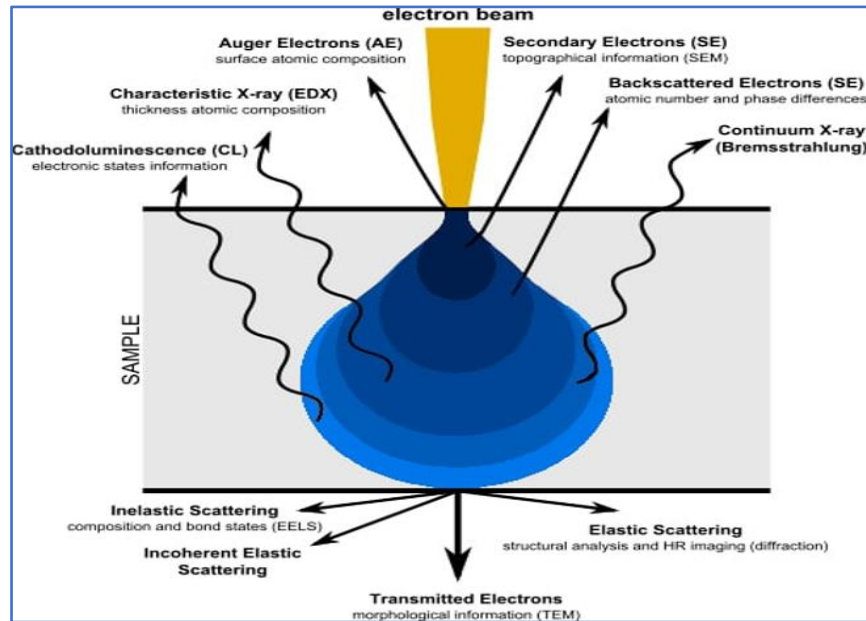 electron beam
Auger Electrons (AE)
surface atomic composition
Secondary Electrons (SE)
topographical information (SEM)
Characteristic X-ray (EDX)
thickness atomic composition
Backscattered Electrons (SE)
atomic number and phase differences
Cathodoluminescence (CL)
electronic states information
Continuum X-ray
(Bremsstrahlung)
SAMPLE
Inelastic Scattering
composition and bond states (EELS)
Incoherent Elastic
Scattering
Elastic Scattering
structural analysis and HR imaging (diffraction)
Transmitted Electrons
morphological information (TEM)